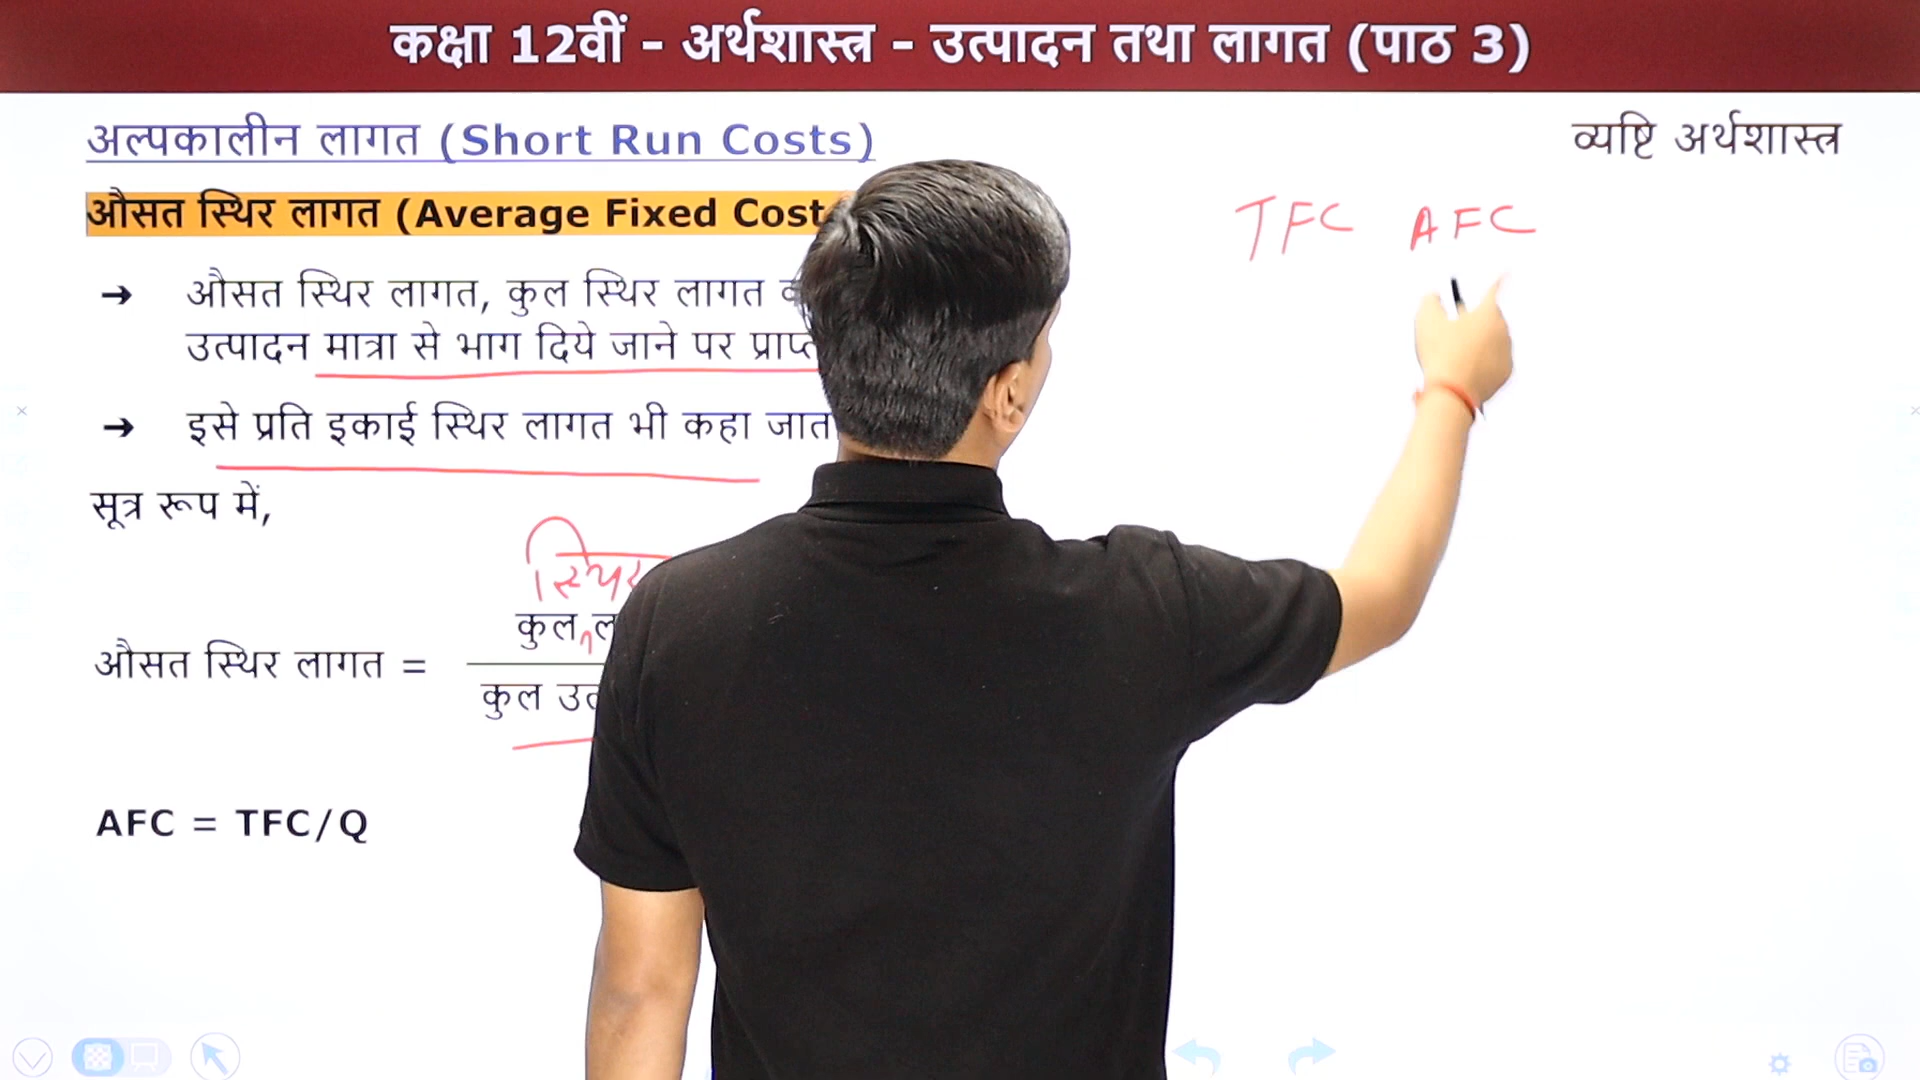 कक्षा 12वीं - अर्थशास्त्र - उत्पादन तथा लागत (पाठ 3)
अल्पकालीन लागत (Short Run Costs)
व्यष्टि अर्थशास्त्र
औसत स्थिर लागत (Average Fixed Cost
TFC AFC
→ औसत स्थिर लागत, कुल स्थिर लागत
उत्पादन मात्रा से भाग दिये जाने पर
→ इसे प्रति इकाई स्थिर लागत भी कहा
सूत्र रूप में,
स्थिर
कुल
औसत स्थिर लागत =
कुल
AFC = TFC/Q